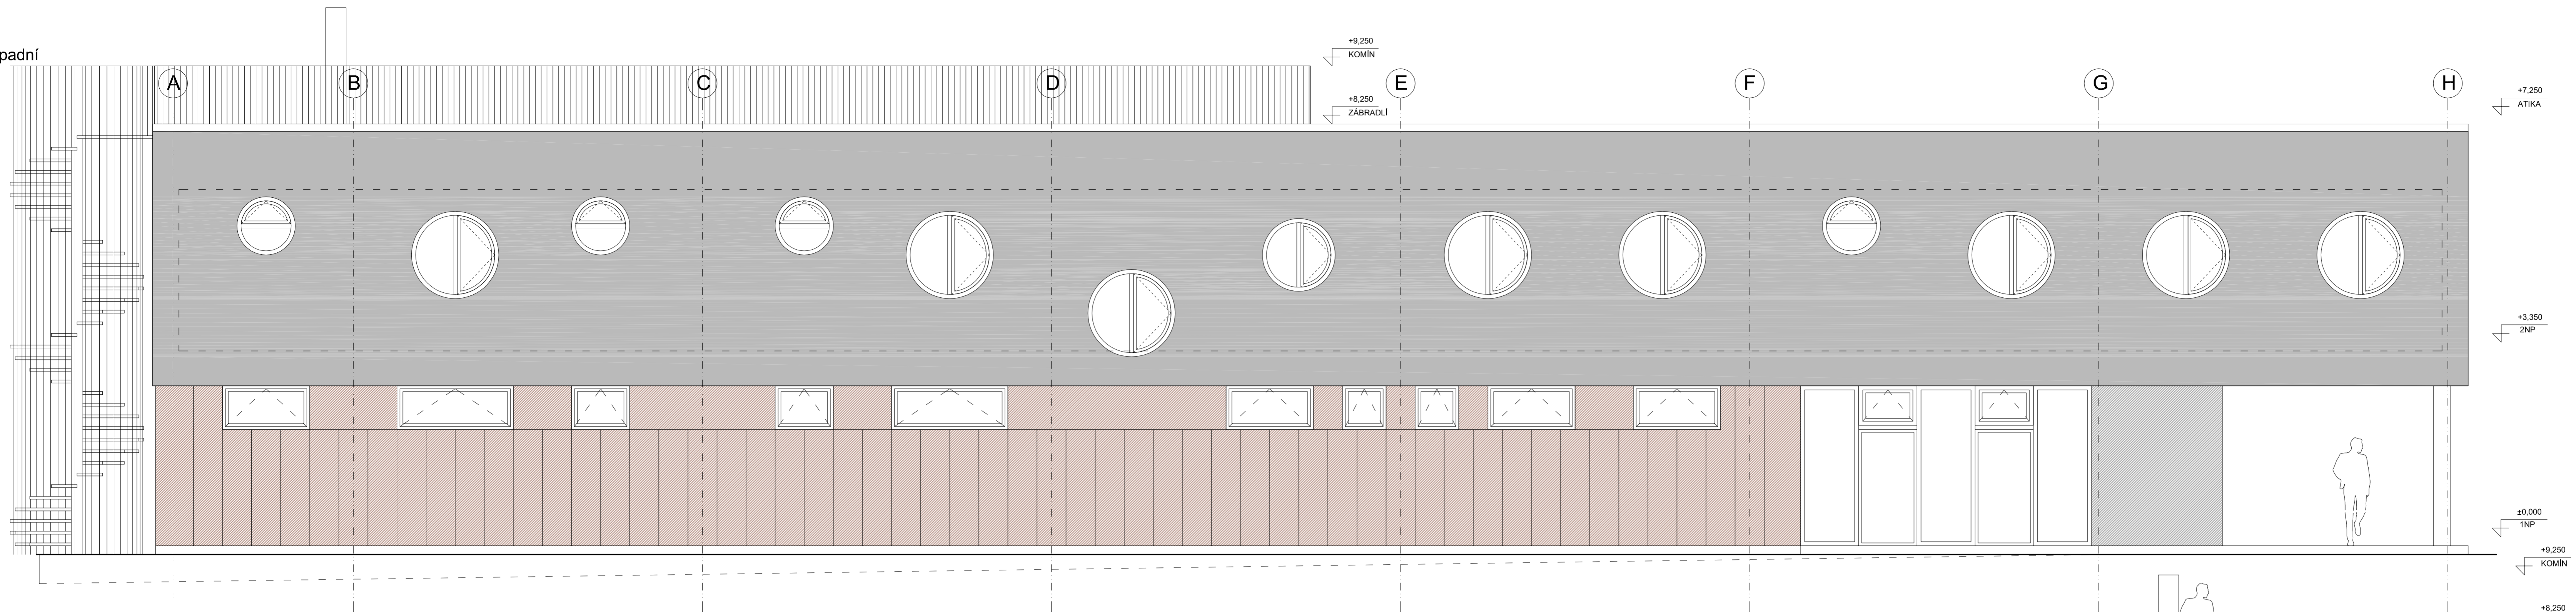 padní
+9,250
KOMÍN
A
B
C
D
E
F
G
H
+8,250
ZÁBRADLÍ
+7,250
ATIKA
+3,350
2NP
±0,000
1NP
+9,250
KOMÍN
+8,250